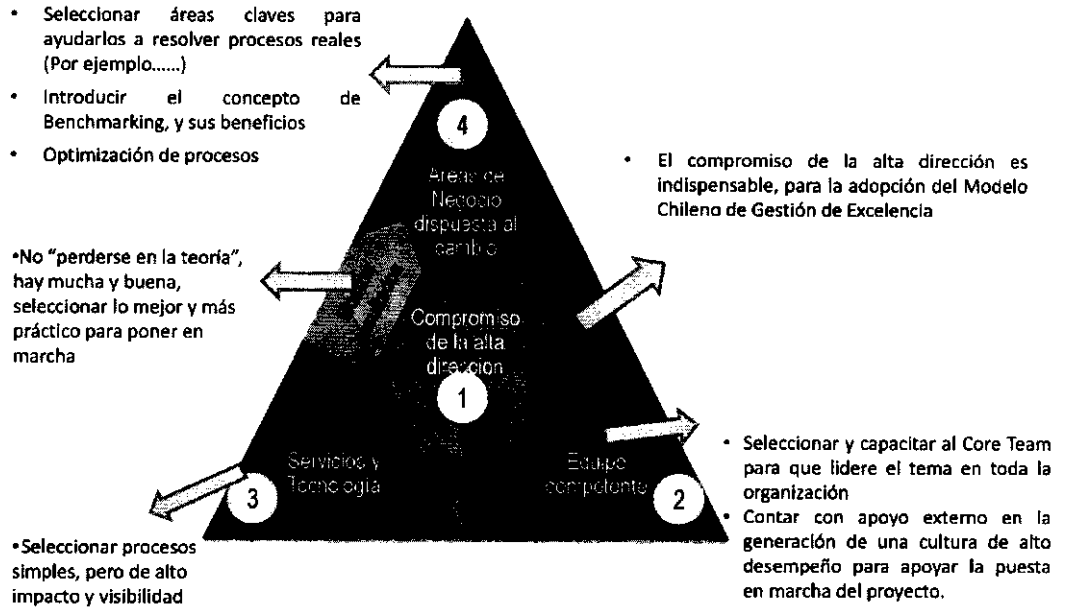 • Seleccionar áreas claves para
ayudarlos a resolver procesos reales
(Por ejemplo......)
• Introducir el concepto de
Benchmarking, y sus beneficios
• Optimización de procesos
4
Areas de
Negocio
dispuesta al
cambio
• El compromiso de la alta dirección es
indispensable, para la adopción del Modelo
Chileno de Gestión de Excelencia
•No "perderse en la teoría",
hay mucha y buena,
seleccionar lo mejor y más
práctico para poner en
marcha
Compromiso
de la alta
dirección
1
Servicios y
Tecnología
3
Equipo
competente
2
• Seleccionar y capacitar al Core Team
para que lidere el tema en toda la
organización
• Contar con apoyo externo en la
generación de una cultura de alto
desempeño para apoyar la puesta
en marcha del proyecto.
•Seleccionar procesos
simples, pero de alto
impacto y visibilidad